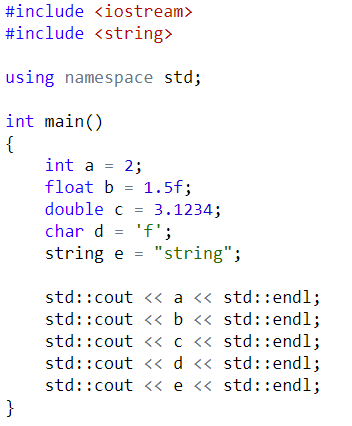 #include <iostream>
#include <string>

using namespace std;

int main()
{
    int a = 2;
    float b = 1.5f;
    double c = 3.1234;
    char d = 'f';
    string e = "string";

    std::cout << a << std::endl;
    std::cout << b << std::endl;
    std::cout << c << std::endl;
    std::cout << d << std::endl;
    std::cout << e << std::endl;
}